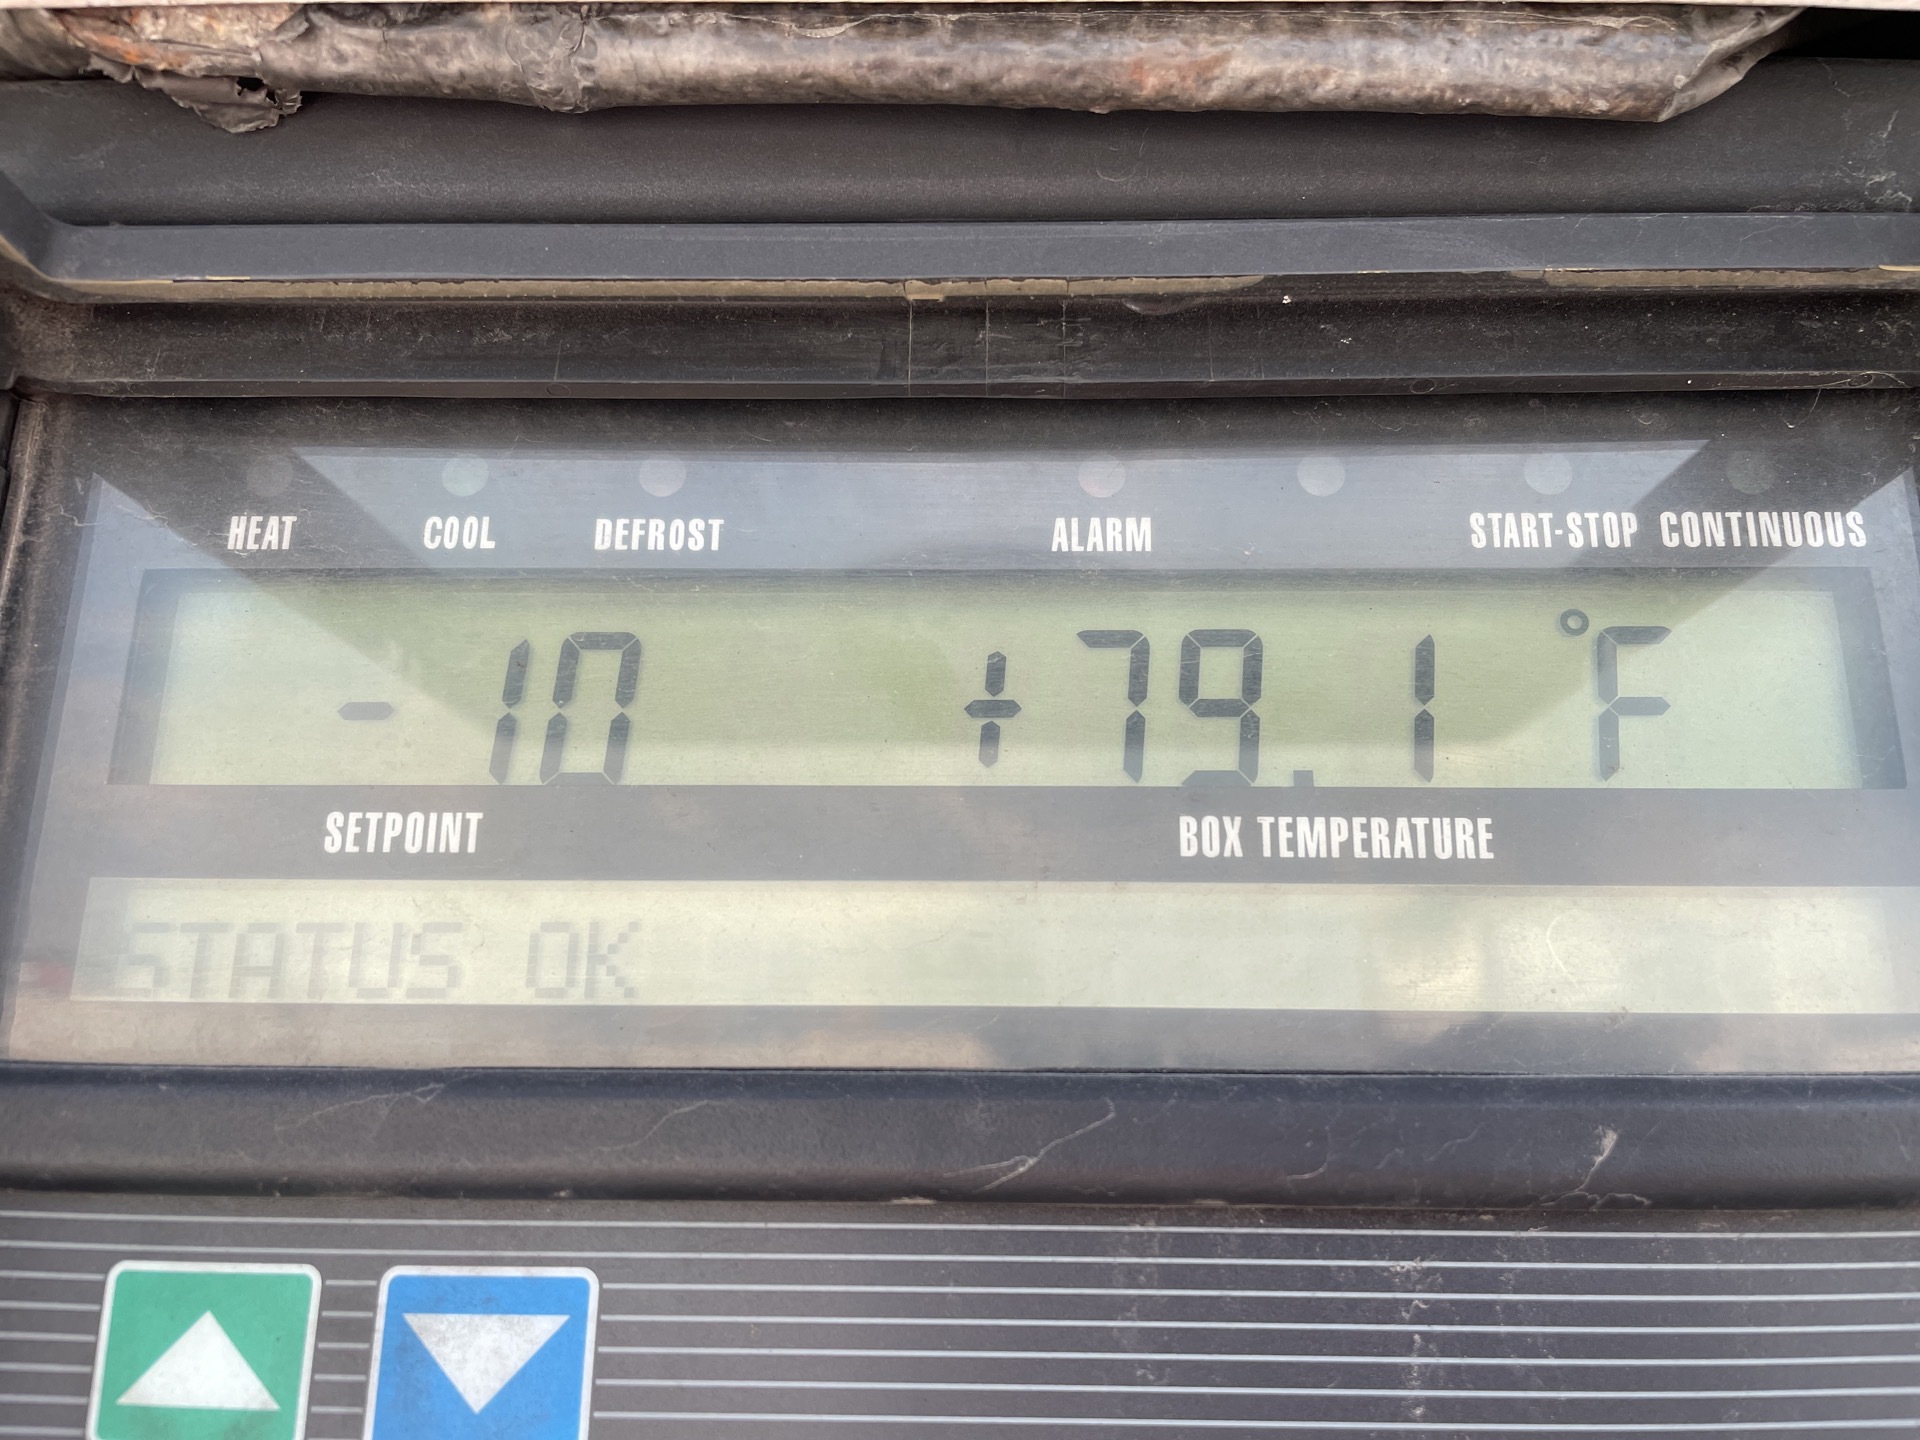 HEAT COOL DEFROST ALARM START-STOP CONTINUOUS
- 10 +79.1 °F
SETPOINT BOX TEMPERATURE
STATUS OK